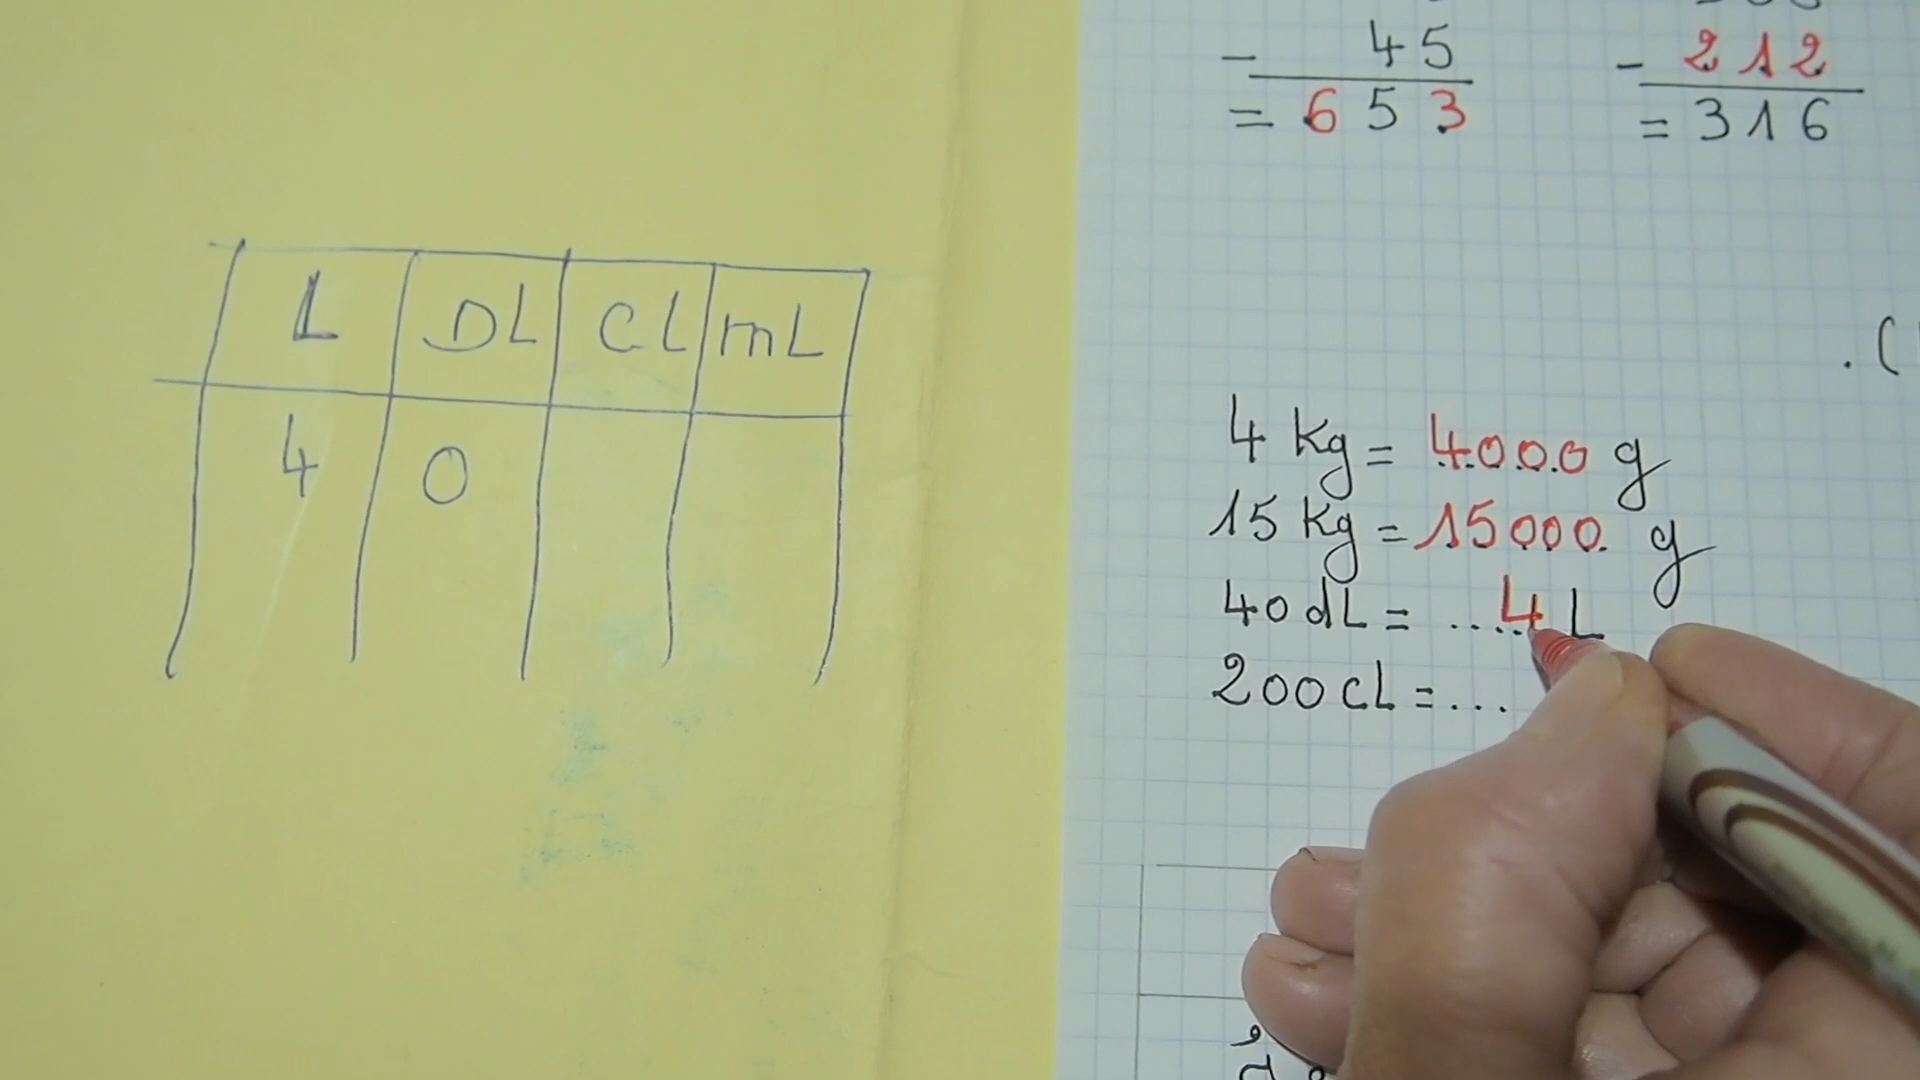 L DL CL mL
4 0
- 45
= 653
- 212
= 316
. (
4 Kg = 4000 g
15 Kg = 15000 g
40 dL = ....4 L
200 cL = ...